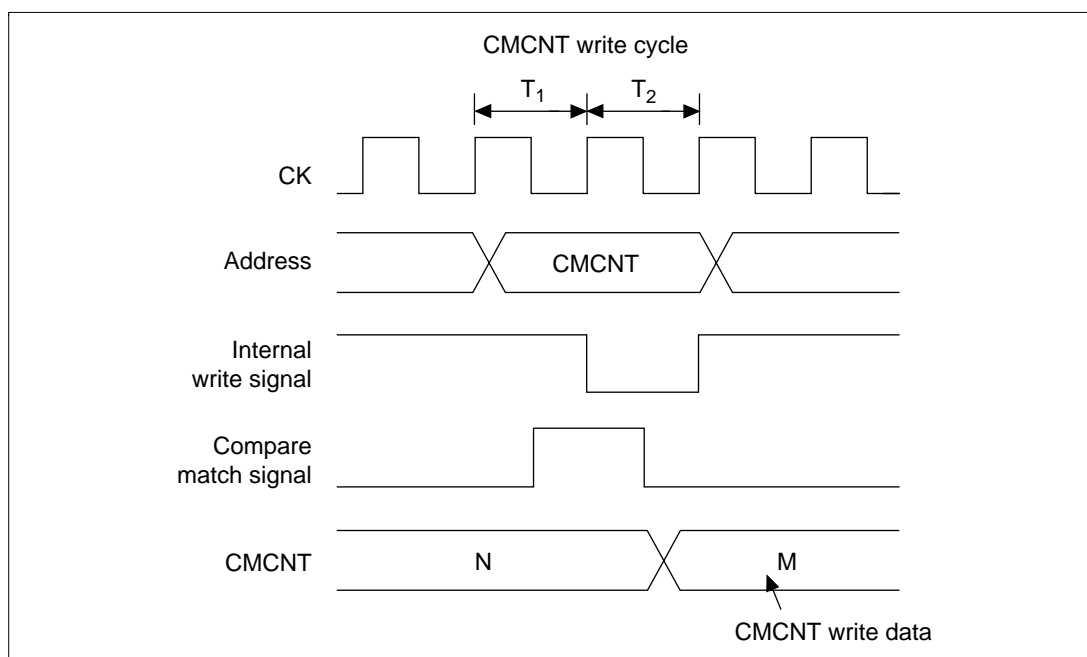 CMCNT write cycle
T1 T2
CK
Address
CMCNT
Internal
write signal
Compare
match signal
CMCNT
N
M
CMCNT write data